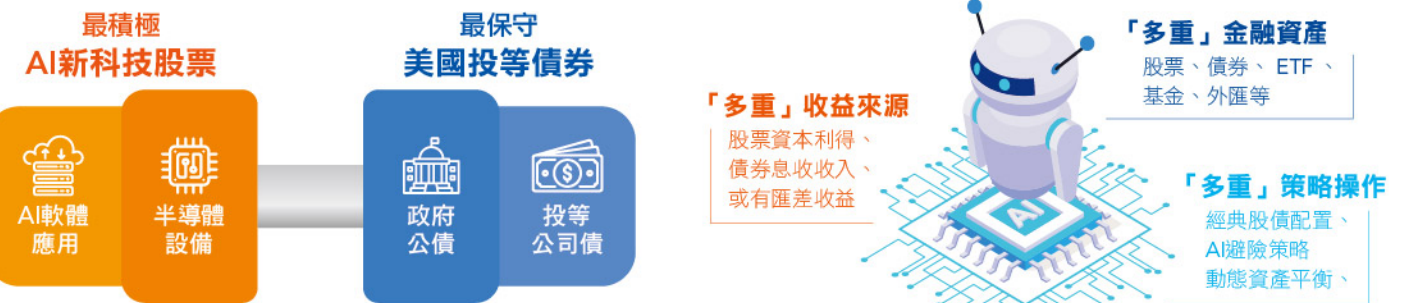 最積極
AI新科技股票
AI軟體
應用
半導體
設備
最保守
美國投等債券
政府
公債
投等
公司債
「多重」收益來源
股票資本利得、
債券息收收入、
或有匯差收益
AI
「多重」金融資產
股票、債券、ETF、
基金、外匯等
「多重」策略操作
經典股債配置、
AI避險策略
動態資產平衡、